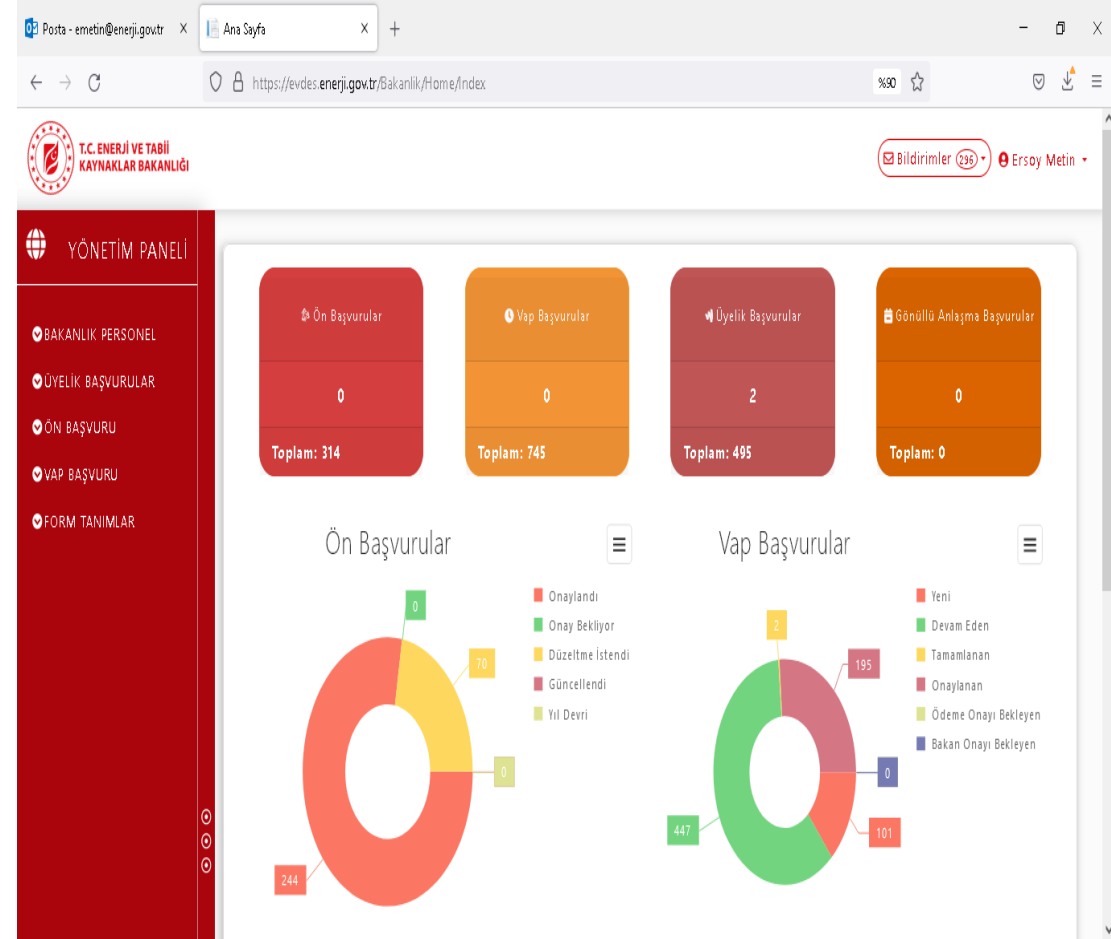 Posta - emetin@enerji.gov.tr
Ana Sayfa
https://evdes.enerji.gov.tr/Bakanlik/Home/Index
%90
T.C. ENERJİ VE TABİİ
KAYNAKLAR BAKANLIĞI
Bildirimler 296
Ersoy Metin
YÖNETİM PANELİ
BAKANLIK PERSONEL
ÜYELİK BAŞVURULAR
ÖN BAŞVURU
VAP BAŞVURU
FORM TANIMLAR
Ön Başvurular
0
Toplam: 314
Vap Başvurular
0
Toplam: 745
Üyelik Başvurular
2
Toplam: 495
Gönüllü Anlaşma Başvurular
0
Toplam: 0
Ön Başvurular
0
70
0
244
Onaylandı
Onay Bekliyor
Düzeltme İstendi
Güncellendi
Yıl Devri
Vap Başvurular
2
195
0
101
447
Yeni
Devam Eden
Tamamlanan
Onaylanan
Ödeme Onayı Bekleyen
Bakan Onayı Bekleyen